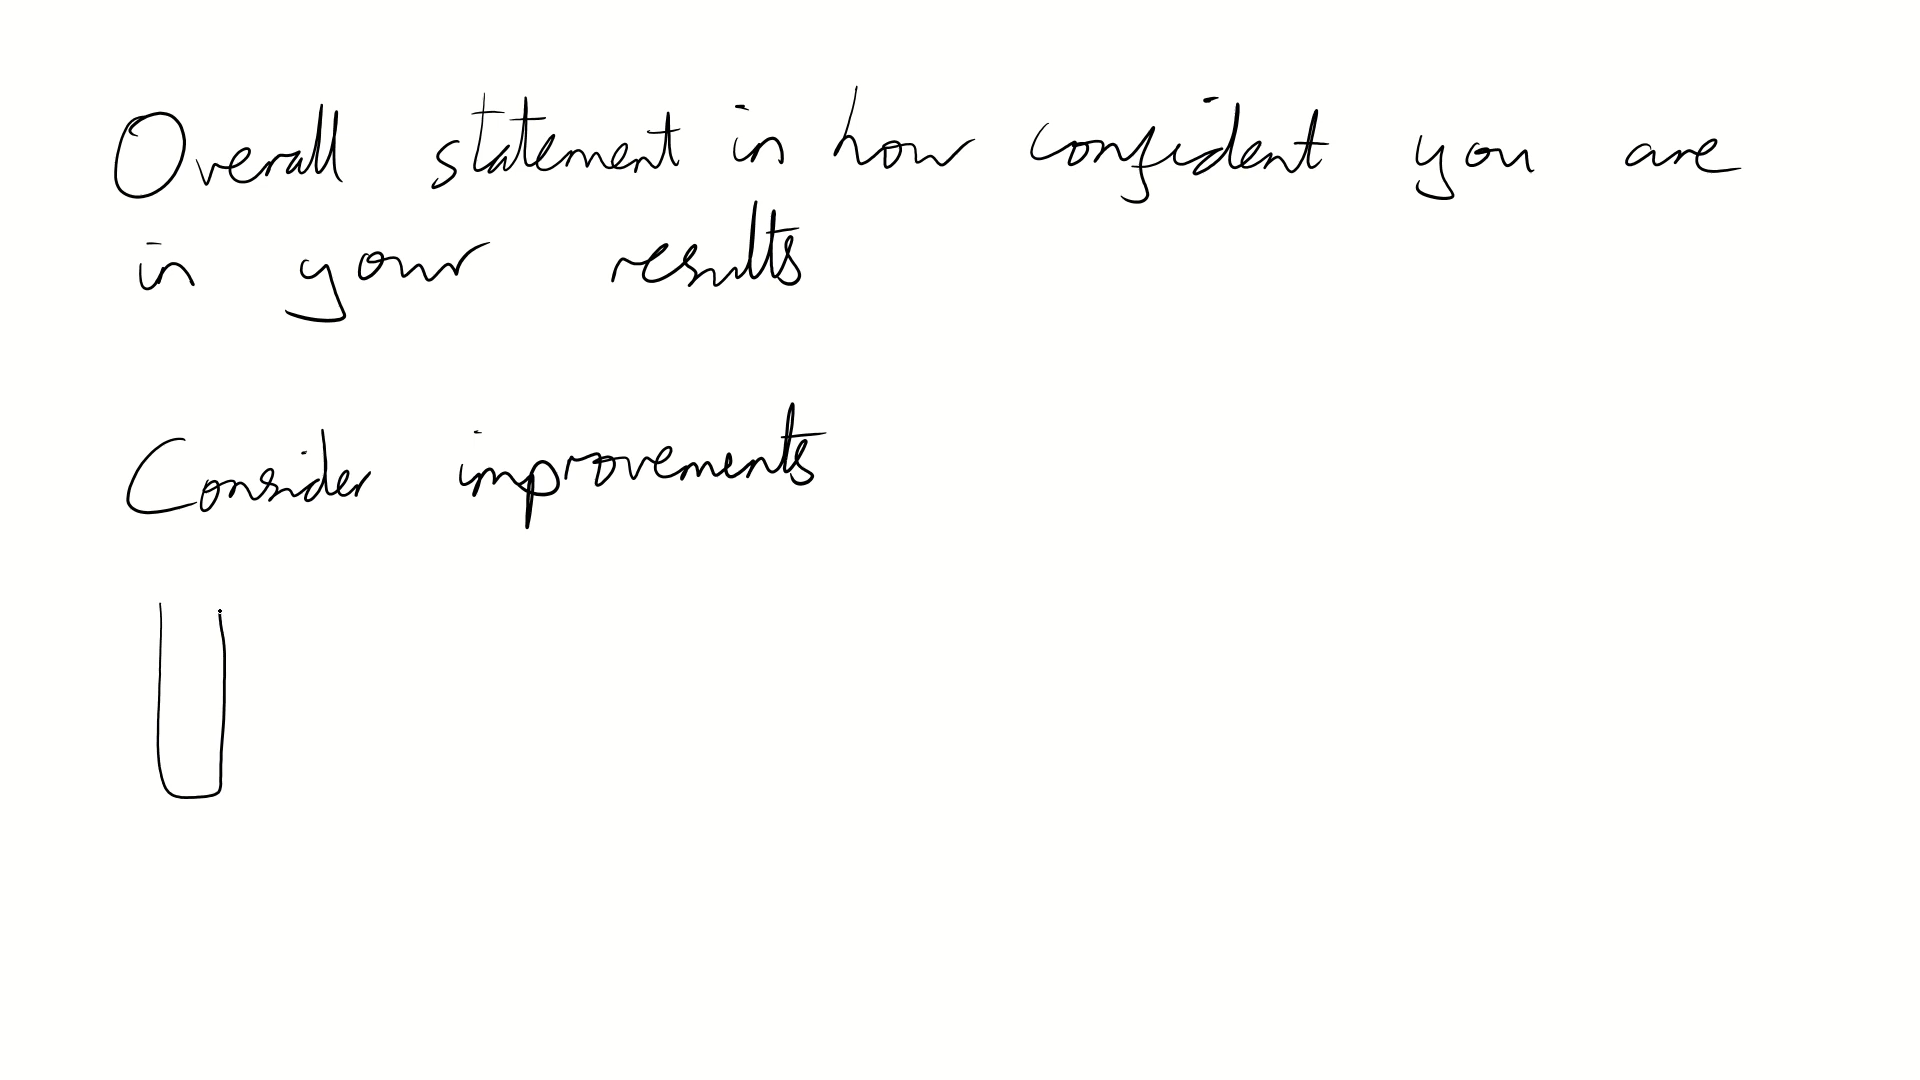 Overall statement in how confident you are
in your results
Consider improvements